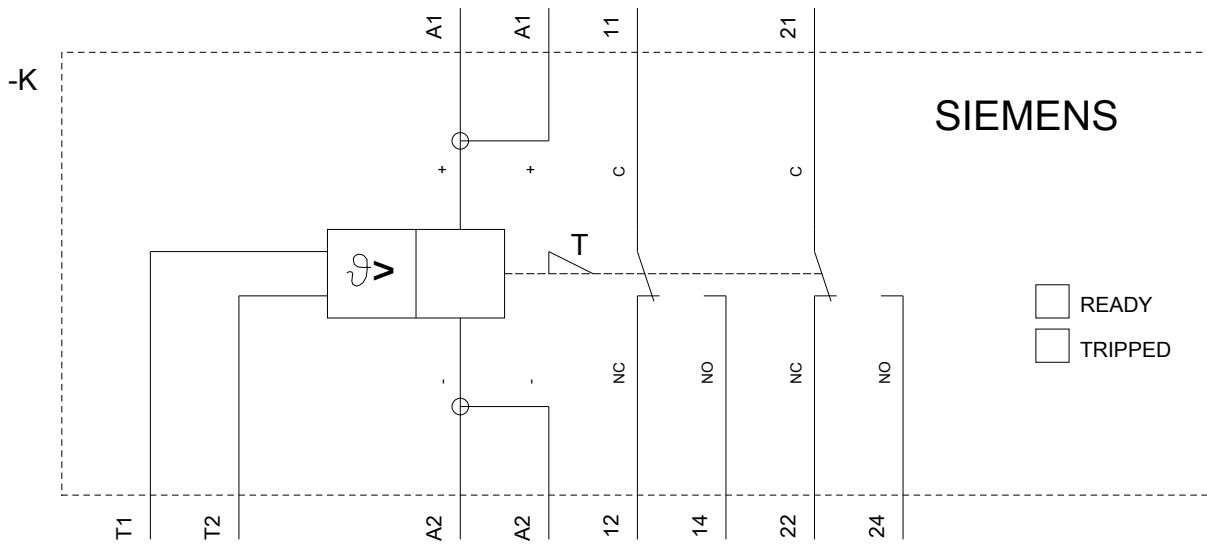 A1
A1
11
21
-K
SIEMENS
+
+
C
C
T
ϑ>
READY
TRIPPED
-
-
NC
NO
NC
NO
T1
T2
A2
A2
12
14
22
24